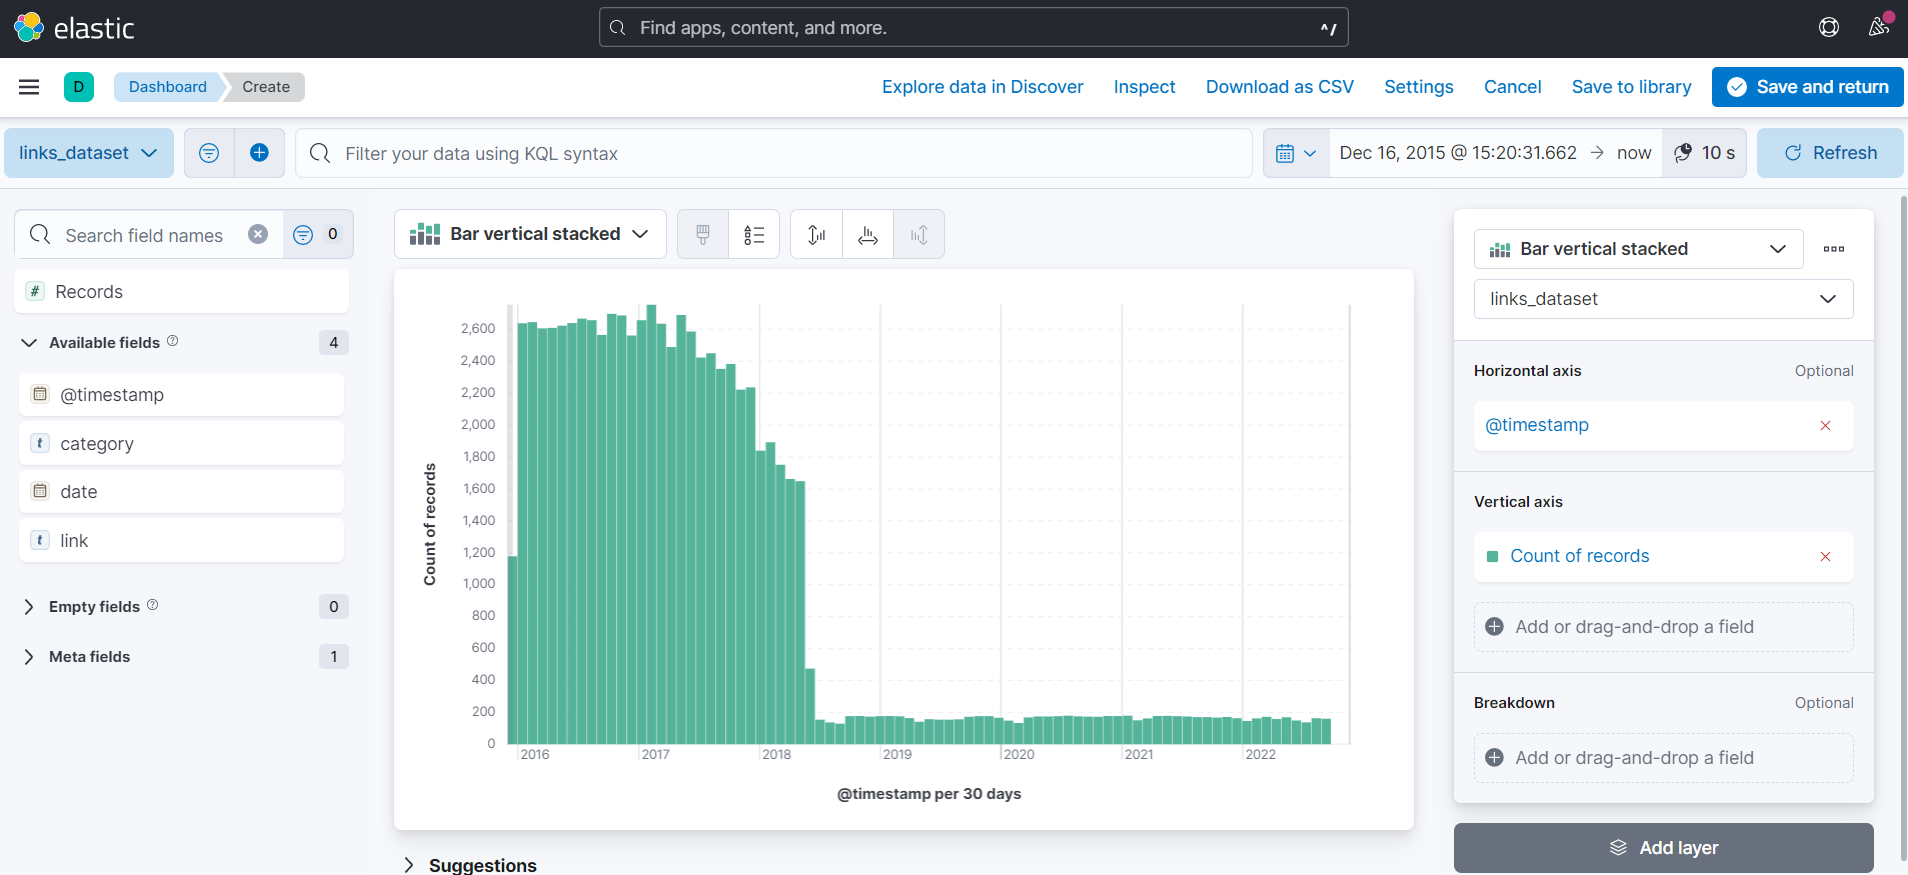 elastic
Find apps, content, and more.
^/
D
Dashboard
Create
Explore data in Discover
Inspect
Download as CSV
Settings
Cancel
Save to library
Save and return
links_dataset
Filter your data using KQL syntax
Dec 16, 2015 @ 15:20:31.662 → now
10 s
Refresh
Search field names
0
# Records
Available fields
4
@timestamp
t category
date
t link
Empty fields
0
Meta fields
1
Bar vertical stacked
Count of records
2,600
2,400
2,200
2,000
1,800
1,600
1,400
1,200
1,000
800
600
400
200
0
2016 2017 2018 2019 2020 2021 2022
@timestamp per 30 days
Suggestions
Bar vertical stacked
links_dataset
Horizontal axis
Optional
@timestamp
Vertical axis
Count of records
Add or drag-and-drop a field
Breakdown
Optional
Add or drag-and-drop a field
Add layer